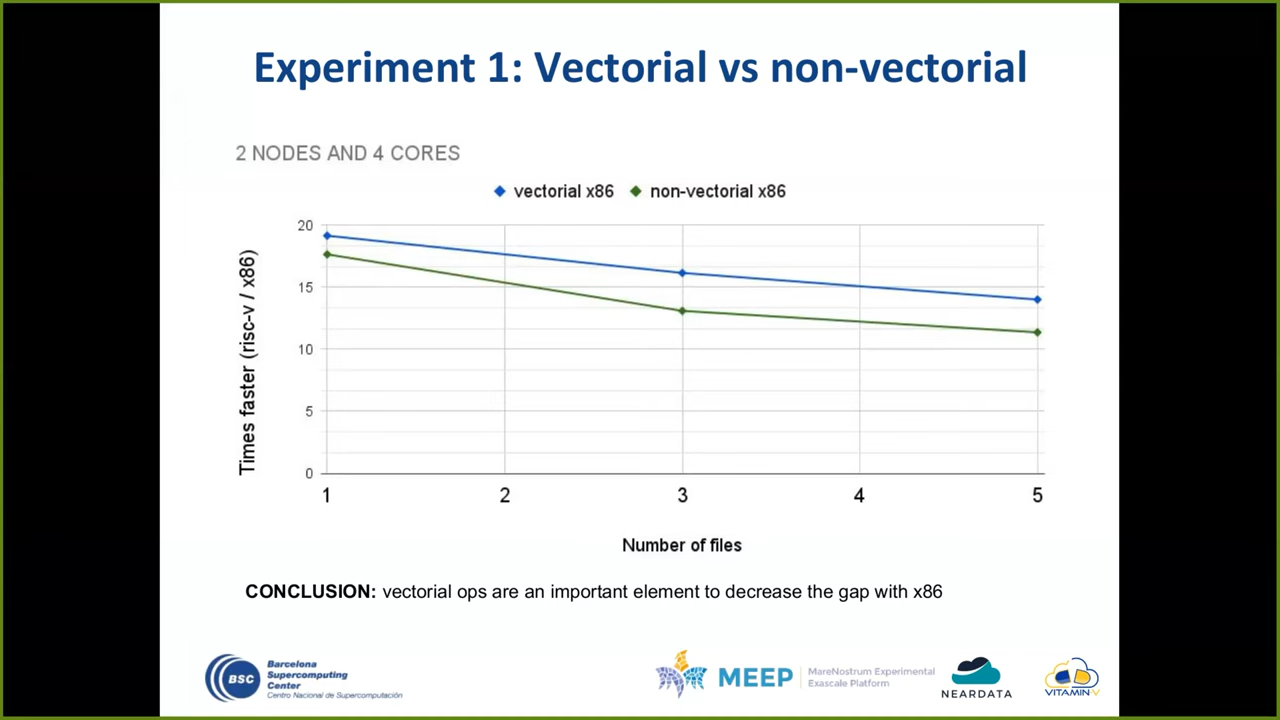 Experiment 1: Vectorial vs non-vectorial
2 NODES AND 4 CORES
vectorial x86
non-vectorial x86
Times faster (risc-v / x86)
20
15
10
5
0
1
2
3
4
5
Number of files
CONCLUSION: vectorial ops are an important element to decrease the gap with x86
BSC
Barcelona
Supercomputing
Center
Centro Nacional de Supercomputación
MEEP
MareNostrum Experimental
Exascale Platform
NEARDATA
VITAMIN V